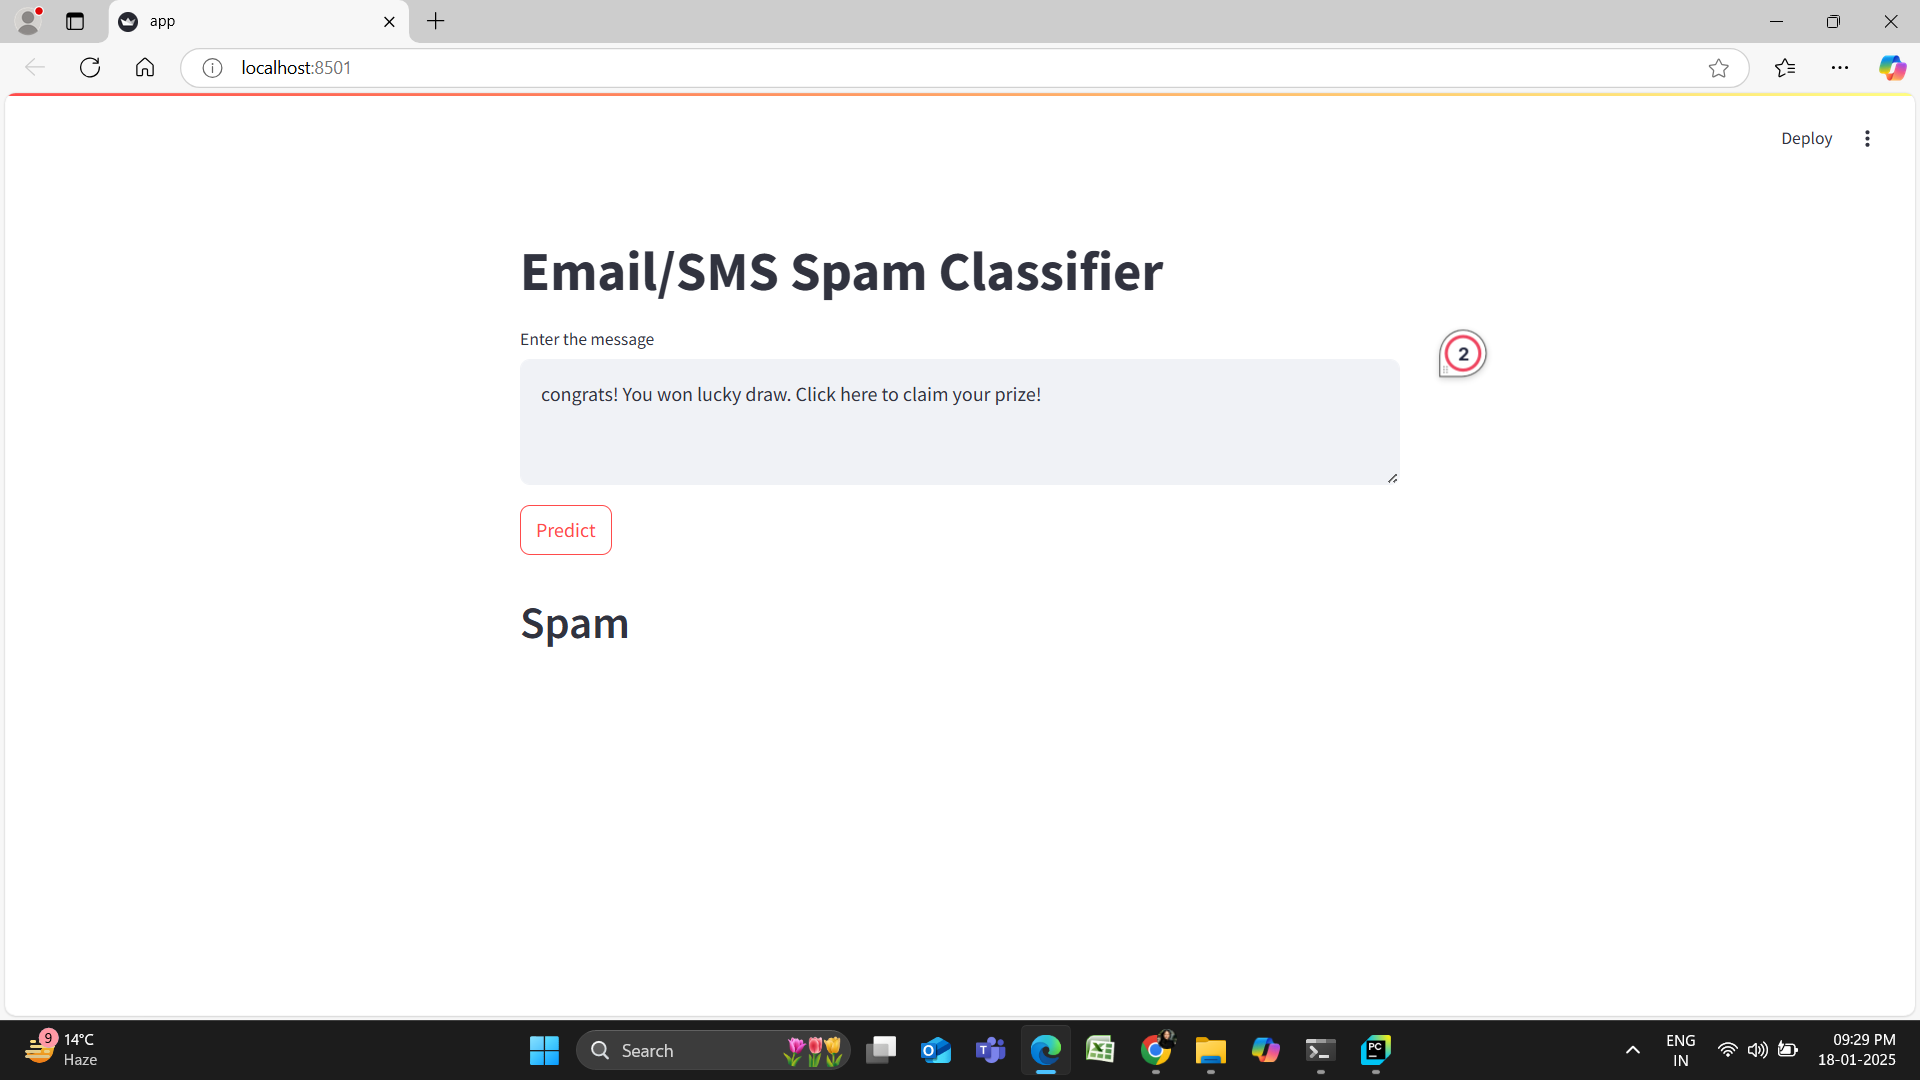 app
localhost:8501
Deploy
Email/SMS Spam Classifier
Enter the message
2
congrats! You won lucky draw. Click here to claim your prize!
Predict
Spam
9
14°C
Haze
Search
ENG
IN
09:29 PM
18-01-2025